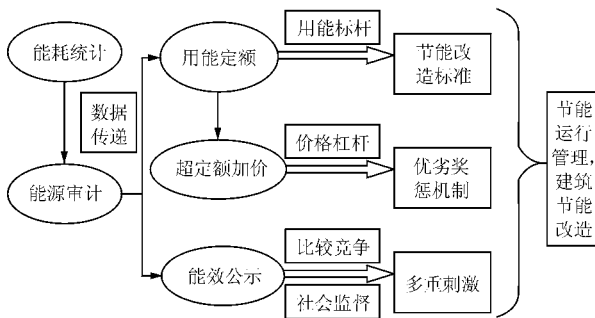 能耗统计
数据
传递
能源审计
用能定额
用能标杆
节能改
造标准
超定额加价
价格杠杆
优劣奖
惩机制
能效公示
比较竞争
社会监督
多重刺激
节能
运行
管理,
建筑
节能
改造